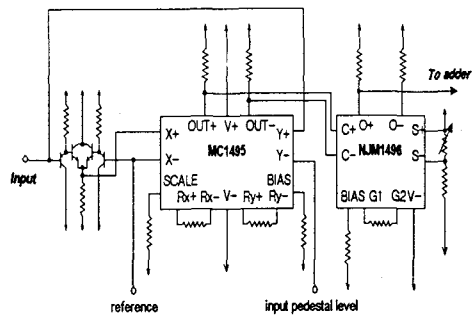 To adder
OUT+ V+ OUT-
O+ O-
X+ Y+
C+ S+
MC1495
NJM1496
X- Y-
C- S-
Input
SCALE BIAS
Rx+ Rx- V- Ry+ Ry-
BIAS G1 G2 V-
reference
input pedestal level